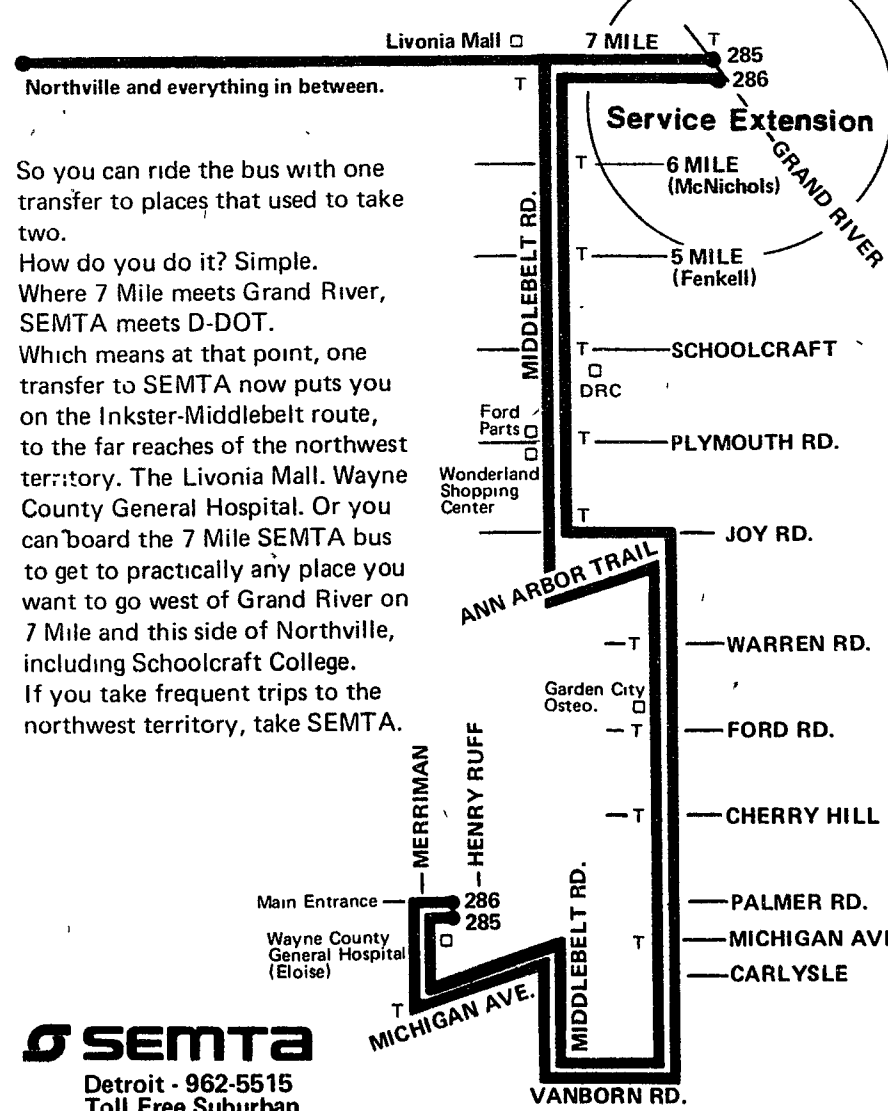 Livonia Mall
7 MILE
T
285
286
Northville and everything in between.
T
Service Extension
So you can ride the bus with one
transfer to places that used to take
two.
How do you do it? Simple.
Where 7 Mile meets Grand River,
SEMTA meets D-DOT.
Which means at that point, one
transfer to SEMTA now puts you
on the Inkster-Middlebelt route,
to the far reaches of the northwest
territory. The Livonia Mall. Wayne
County General Hospital. Or you
can board the 7 Mile SEMTA bus
to get to practically any place you
want to go west of Grand River on
7 Mile and this side of Northville,
including Schoolcraft College.
If you take frequent trips to the
northwest territory, take SEMTA.
MIDDLEBELT RD.
GRAND RIVER
T
6 MILE
(McNichols)
T
5 MILE
(Fenkell)
T
SCHOOLCRAFT
DRC
Ford
Parts
T
PLYMOUTH RD.
Wonderland
Shopping
Center
T
JOY RD.
ANN ARBOR TRAIL
T
WARREN RD.
Garden City
Osteo.
T
FORD RD.
T
CHERRY HILL
MERRIMAN
HENRY RUFF
Main Entrance
286
285
PALMER RD.
Wayne County
General Hospital
(Eloise)
T
MICHIGAN AVE
CARLYSLE
MIDDLEBELT RD.
T
MICHIGAN AVE.
VANBORN RD.
SEMTA
Detroit - 962-5515
Toll Free Suburban